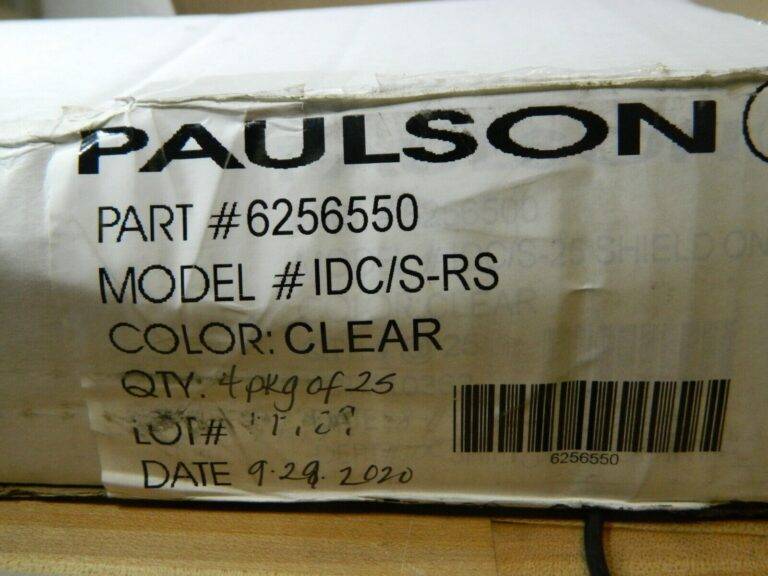 PAULSON
PART #6256550
MODEL # IDC/S-RS
COLOR: CLEAR
QTY: 4 pkg of 25
LOT#
DATE 9.29.2020
6256550